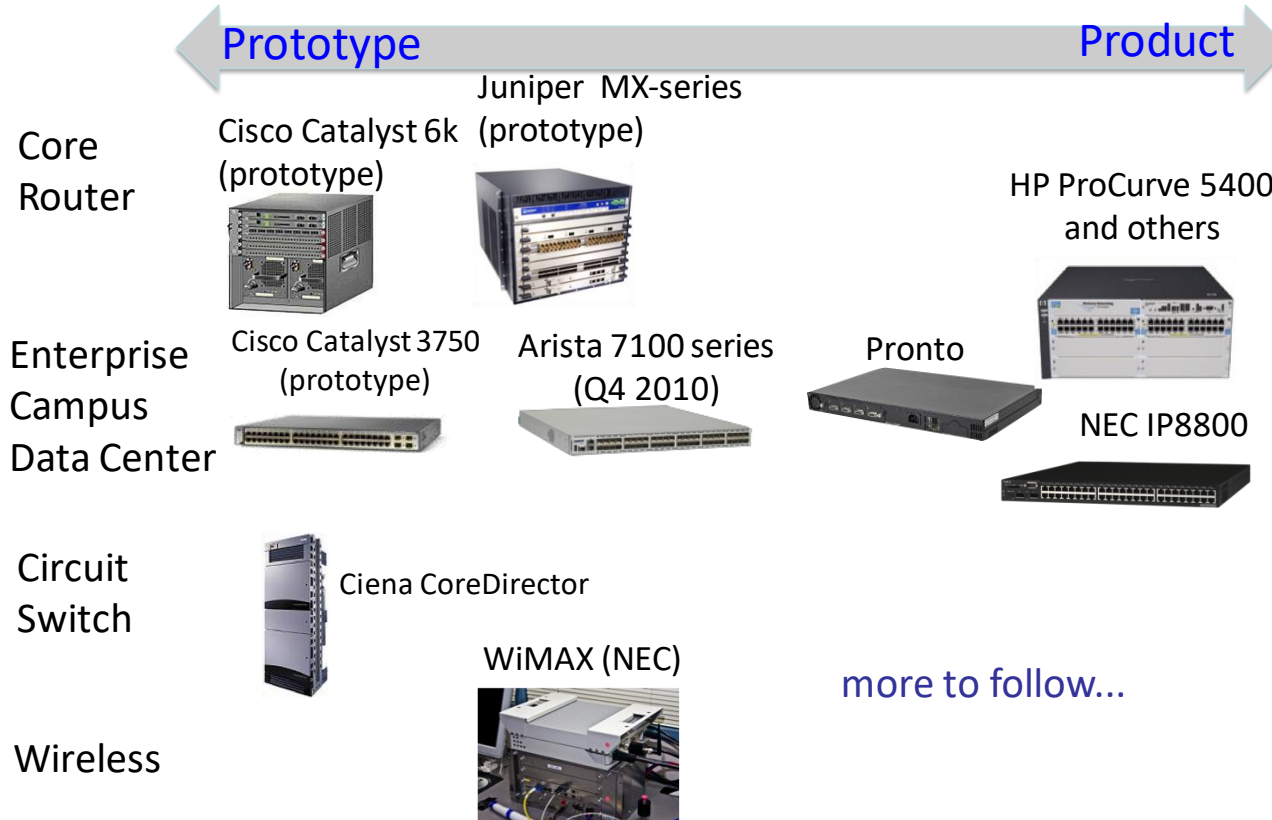 Prototype
Product
Core
Router
Cisco Catalyst 6k
(prototype)
Juniper MX-series
(prototype)
HP ProCurve 5400
and others
Enterprise
Campus
Data Center
Cisco Catalyst 3750
(prototype)
Arista 7100 series
(Q4 2010)
Pronto
NEC IP8800
Circuit
Switch
Ciena CoreDirector
WiMAX (NEC)
more to follow...
Wireless